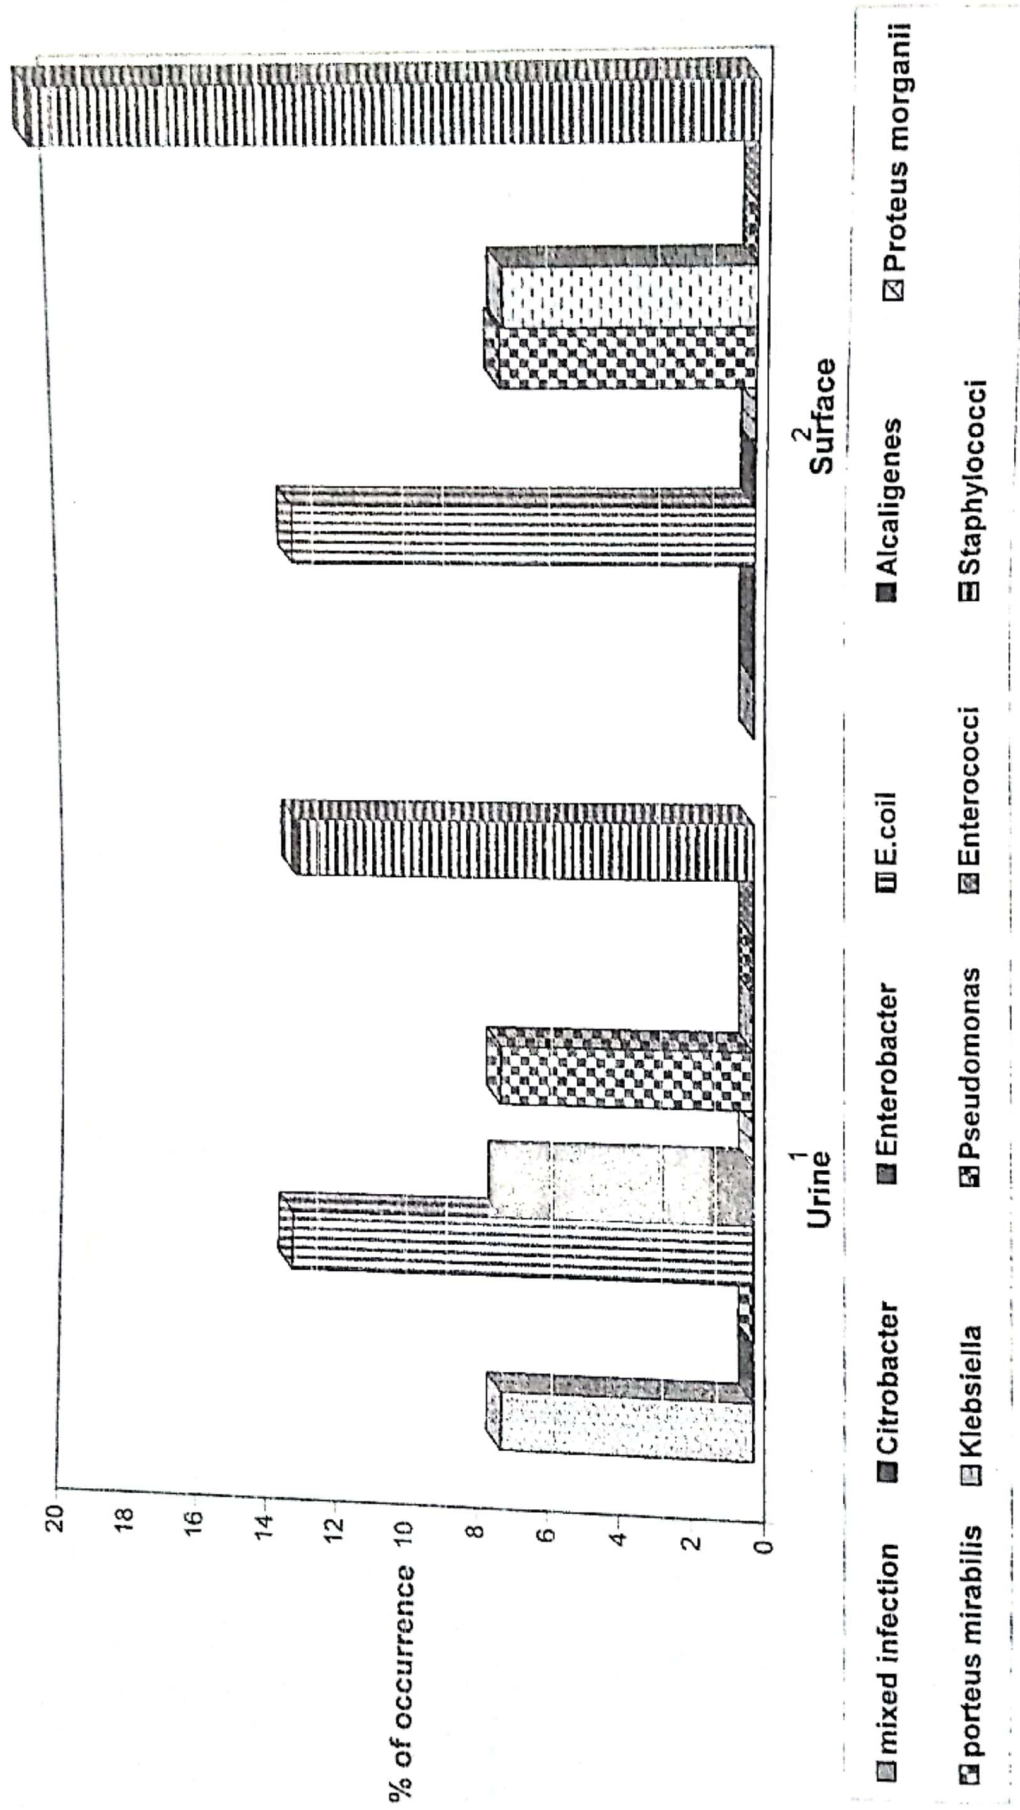 % of occurrence
20
18
16
14
12
10
8
6
4
2
0
1
Urine
2
Surface
mixed infection Citrobacter Enterobacter E.coil Alcaligenes Proteus morganii
porteus mirabilis Klebsiella Pseudomonas Enterococci Staphylococci